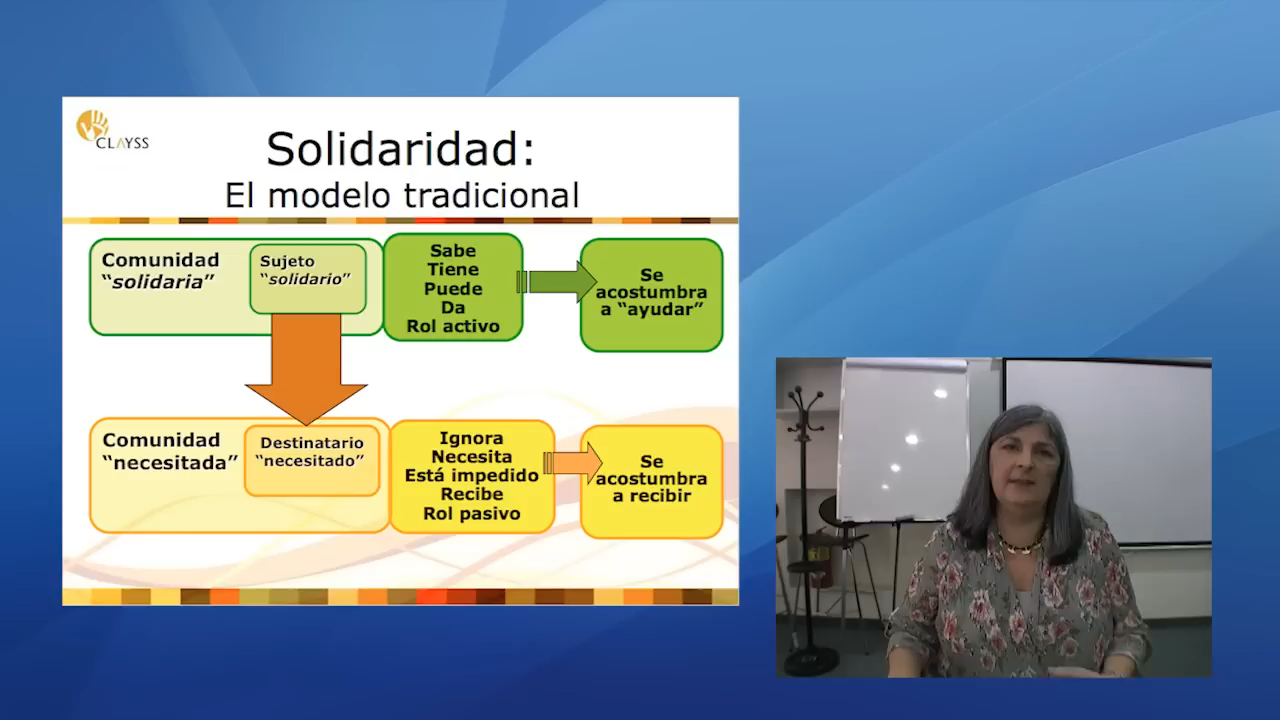 CLAYSS
Solidaridad:
El modelo tradicional
Comunidad
“solidaria”
Sujeto
“solidario”
Sabe
Tiene
Puede
Da
Rol activo
Se
acostumbra
a “ayudar”
Comunidad
“necesitada”
Destinatario
“necesitado”
Ignora
Necesita
Está impedido
Recibe
Rol pasivo
Se
acostumbra
a recibir